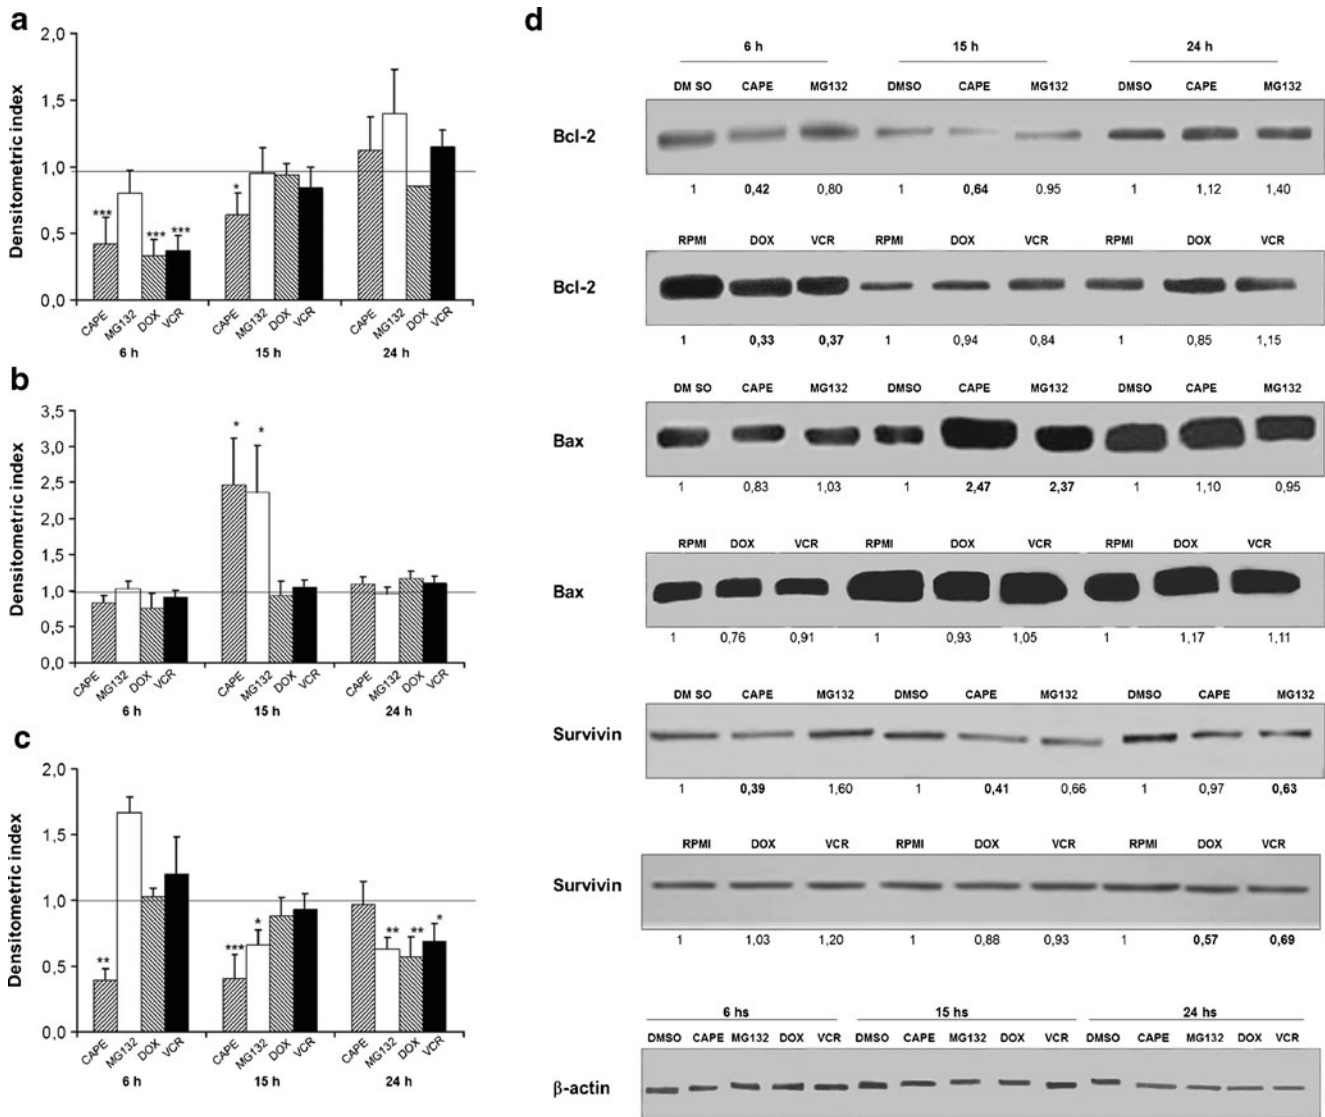 a
Densitometric index
2,0
1,5
1,0
0,5
0,0
***
***
***
*
CAPE MG132 DOX VCR CAPE MG132 DOX VCR CAPE MG132 DOX VCR
6 h 15 h 24 h
b
Densitometric index
3,5
3,0
2,5
2,0
1,5
1,0
0,5
0,0
* *
CAPE MG132 DOX VCR CAPE MG132 DOX VCR CAPE MG132 DOX VCR
6 h 15 h 24 h
c
Densitometric index
2,0
1,5
1,0
0,5
0,0
**
***
*
** ** *
CAPE MG132 DOX VCR CAPE MG132 DOX VCR CAPE MG132 DOX VCR
6 h 15 h 24 h
d
6 h 15 h 24 h
DM SO CAPE MG132 DMSO CAPE MG132 DMSO CAPE MG132
Bcl-2
1 0,42 0,80 1 0,64 0.95 1 1,12 1,40
RPMI DOX VCR RPMI DOX VCR RPMI DOX VCR
Bcl-2
1 0,33 0,37 1 0,94 0,84 1 0,85 1,15
DM SO CAPE MG132 DMSO CAPE MG132 DMSO CAPE MG132
Bax
1 0,83 1,03 1 2,47 2,37 1 1,10 0,95
RPMI DOX VCR RPMI DOX VCR RPMI DOX VCR
Bax
1 0,76 0,91 1 0,93 1,05 1 1,17 1,11
DM SO CAPE MG132 DMSO CAPE MG132 DMSO CAPE MG132
Survivin
1 0,39 1,60 1 0,41 0,66 1 0,97 0,63
RPMI DOX VCR RPMI DOX VCR RPMI DOX VCR
Survivin
1 1,03 1,20 1 0,88 0,93 1 0,57 0,69
6 hs 15 hs 24 hs
DMSO CAPE MG132 DOX VCR DMSO CAPE MG132 DOX VCR DMSO CAPE MG132 DOX VCR
β-actin